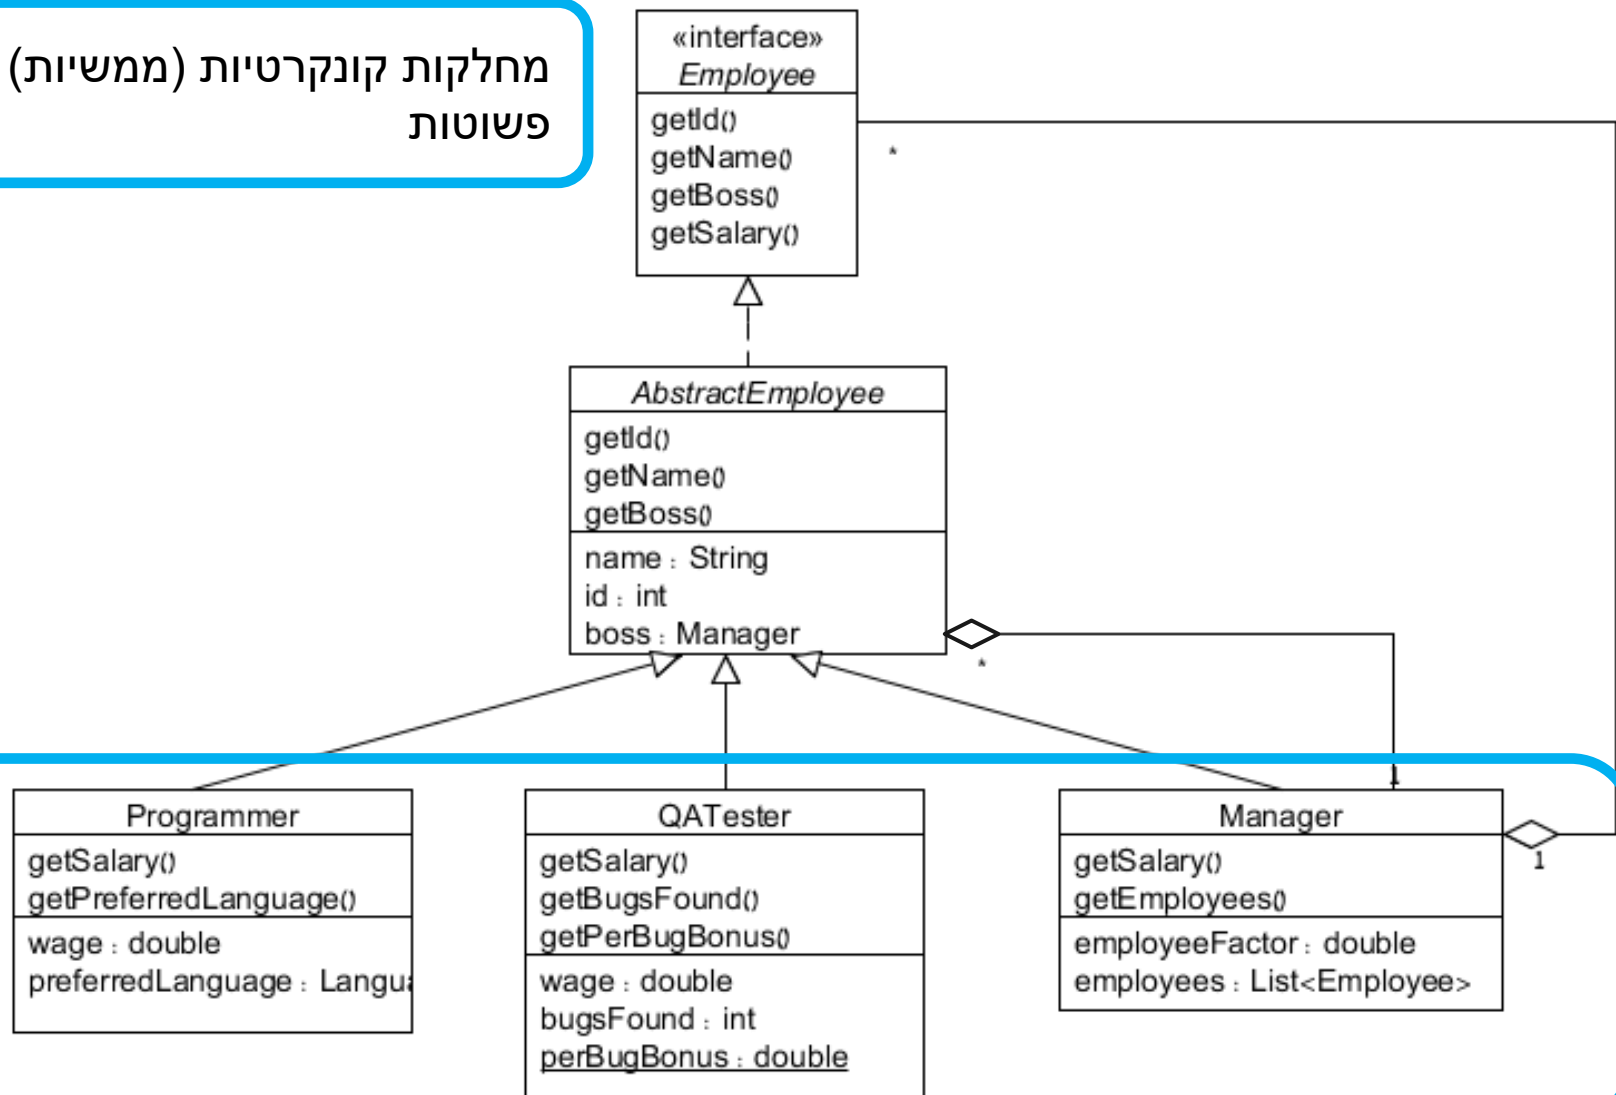 מחלקות קונקרטיות (ממשיות)
פשוטות
«interface»
Employee
getId()
getName()
getBoss()
getSalary()
*
AbstractEmployee
getId()
getName()
getBoss()
name : String
id : int
boss : Manager
*
1
Programmer
getSalary()
getPreferredLanguage()
wage : double
preferredLanguage :
QATester
getSalary()
getBugsFound()
getPerBugBonus()
wage : double
bugsFound : int
perBugBonus : double
Manager
getSalary()
getEmployees()
employeeFactor : double
employees : List<Employee>
1